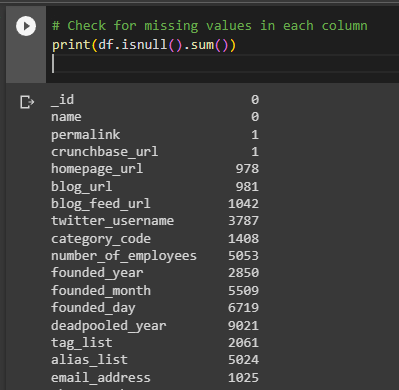 # Check for missing values in each column
print(df.isnull().sum())
_id 0
name 0
permalink 1
crunchbase_url 1
homepage_url 978
blog_url 981
blog_feed_url 1042
twitter_username 3787
category_code 1408
number_of_employees 5053
founded_year 2850
founded_month 5509
founded_day 6719
deadpooled_year 9021
tag_list 2061
alias_list 5024
email_address 1025